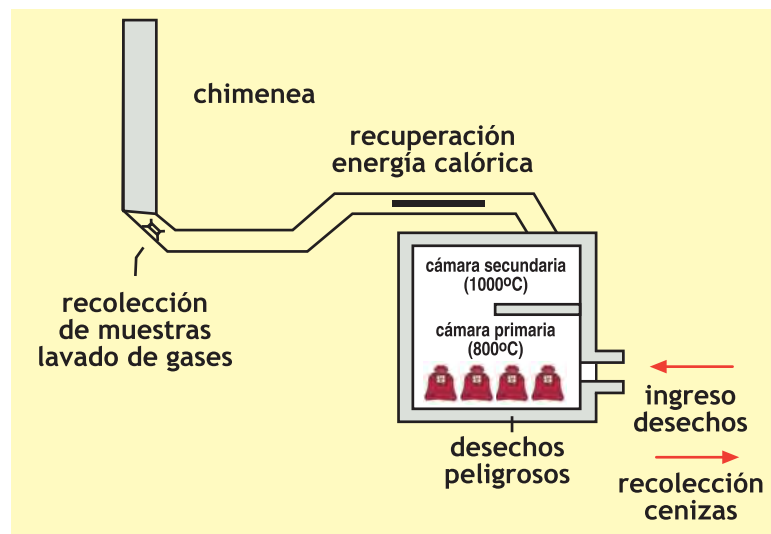 chimenea
recuperación
energía calórica
cámara secundaria
(1000ºC)
recolección
de muestras
lavado de gases
cámara primaria
(800ºC)
ingreso
desechos
desechos
peligrosos
recolección
cenizas